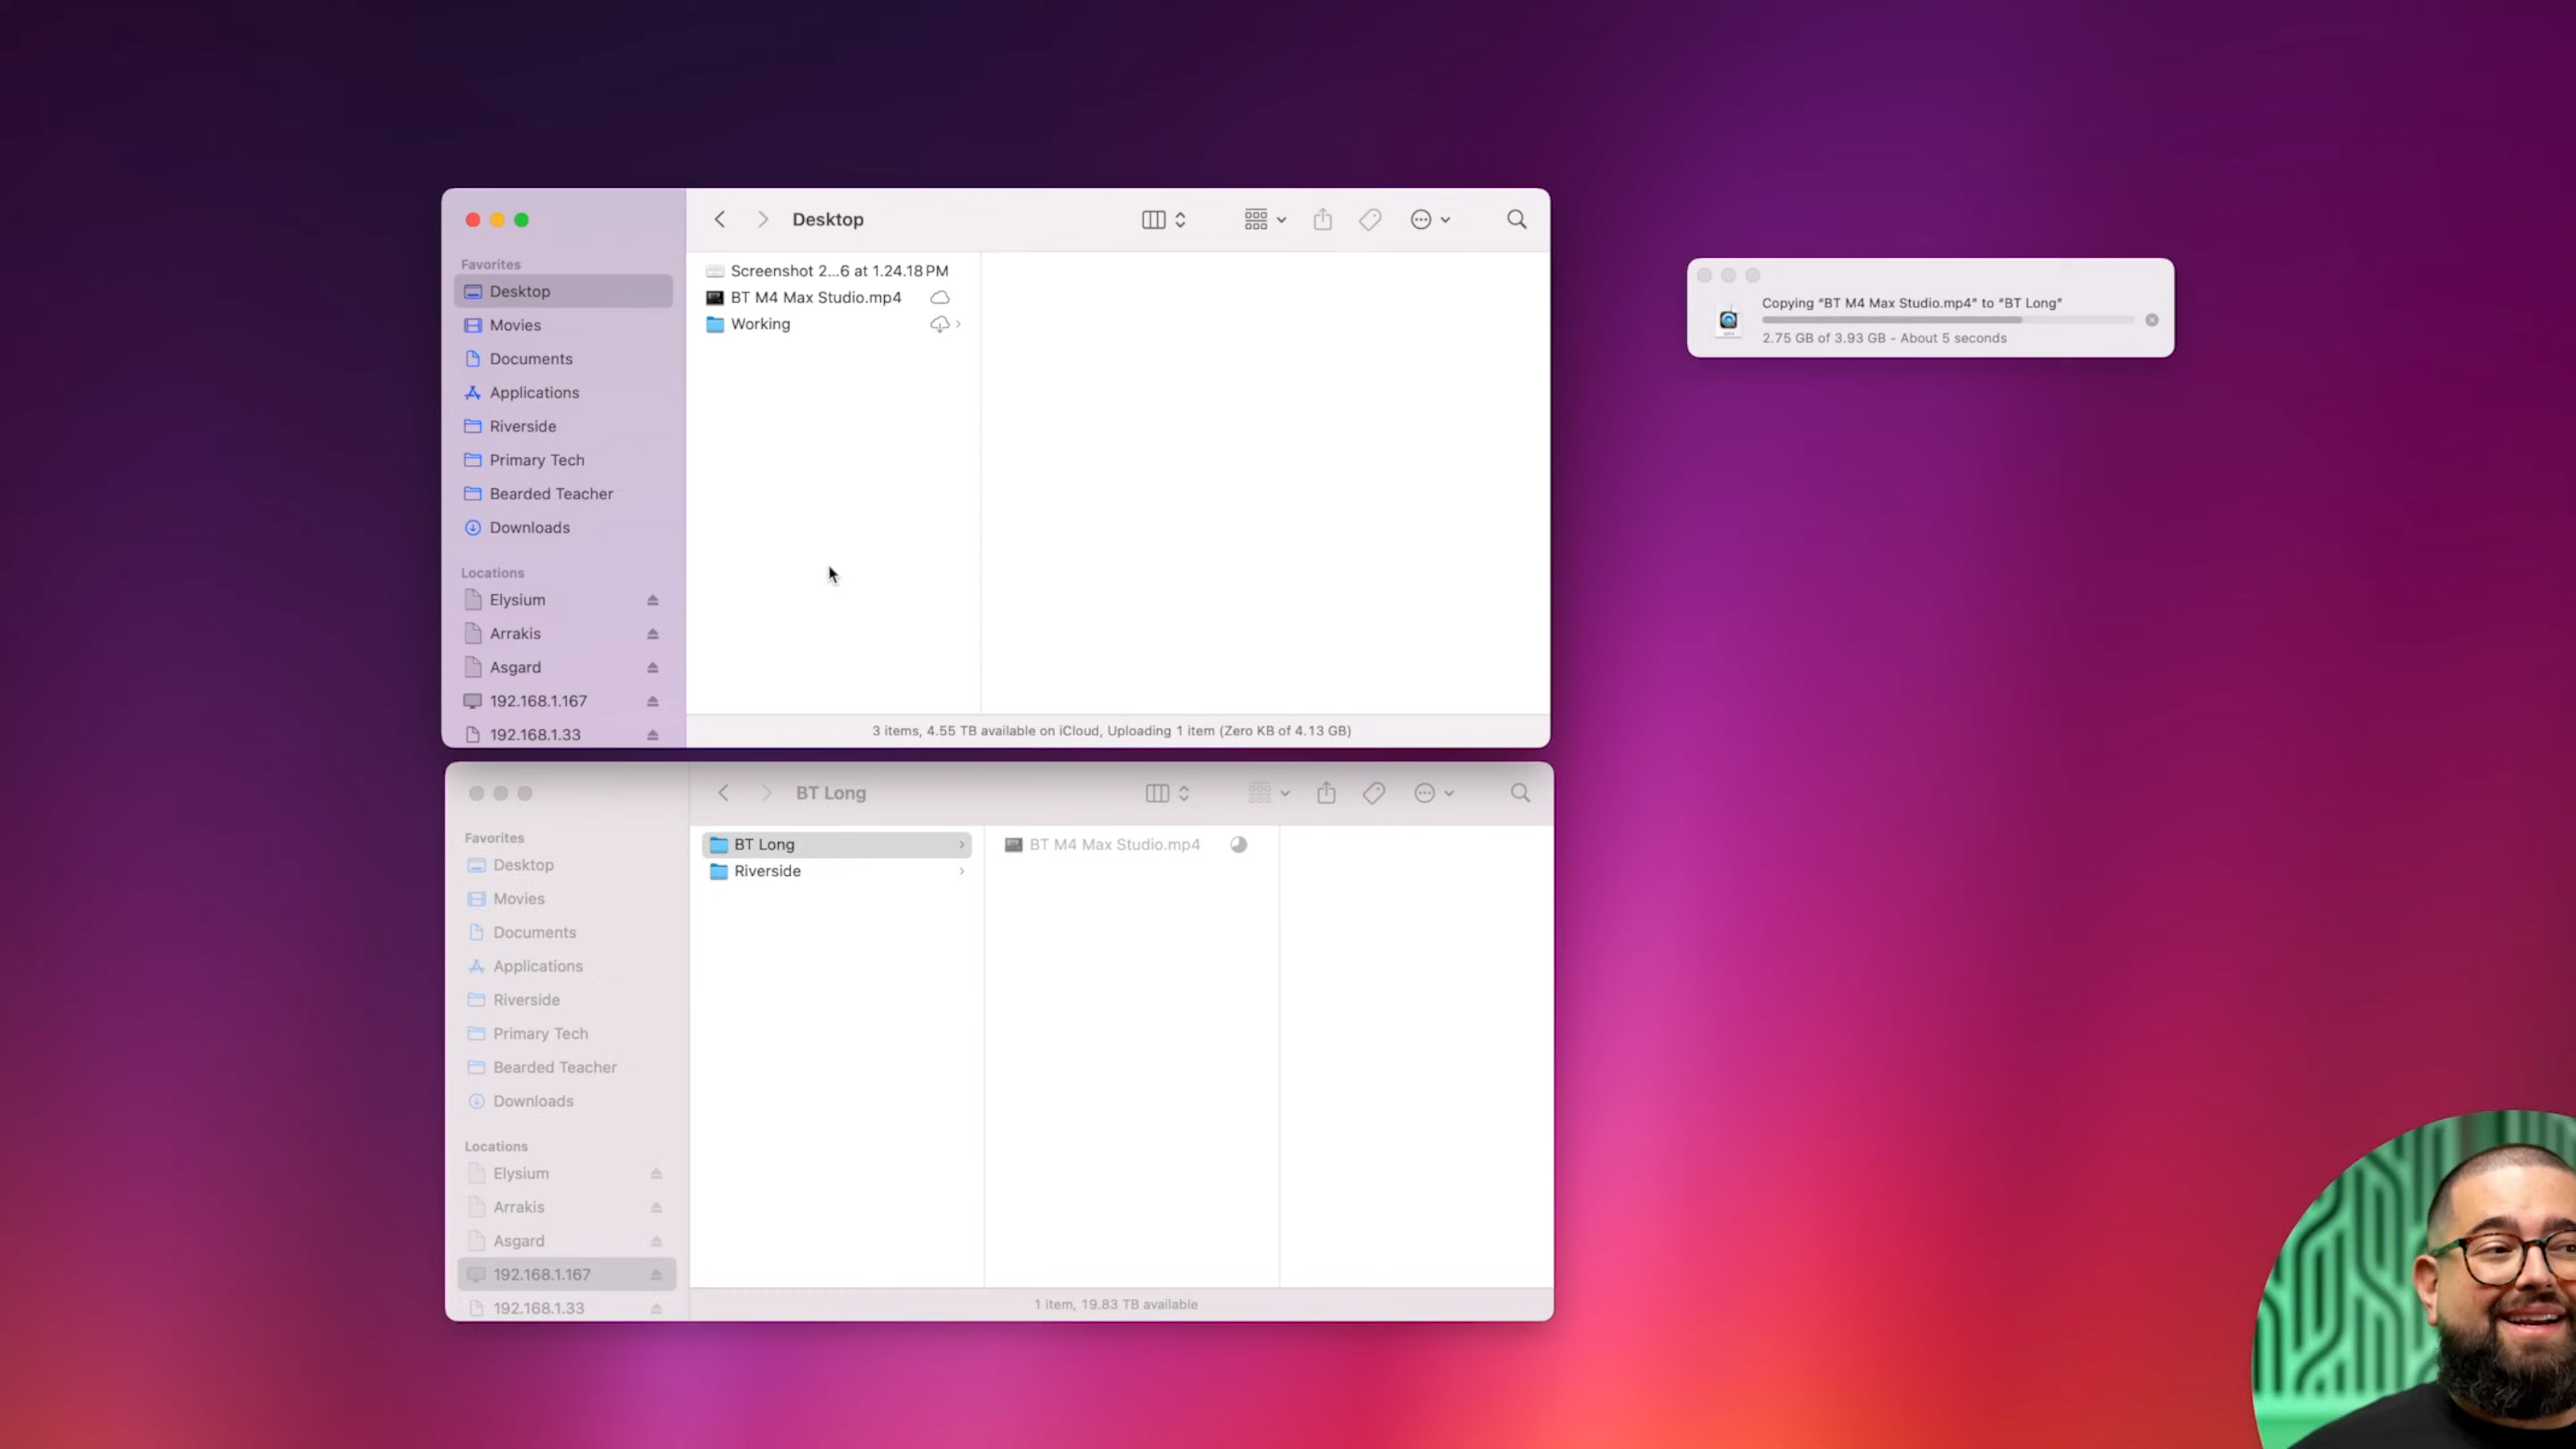 Desktop
Favorites
Desktop
Movies
Documents
Applications
Riverside
Primary Tech
Bearded Teacher
Downloads
Locations
Elysium
Arrakis
Asgard
192.168.1.167
192.168.1.33
Screenshot 2...6 at 1.24.18 PM
BT M4 Max Studio.mp4
Working
3 items, 4.55 TB available on iCloud, Uploading 1 item (Zero KB of 4.13 GB)
Copying “BT M4 Max Studio.mp4” to “BT Long”
2.75 GB of 3.93 GB - About 5 seconds
BT Long
Favorites
Desktop
Movies
Documents
Applications
Riverside
Primary Tech
Bearded Teacher
Downloads
Locations
Elysium
Arrakis
Asgard
192.168.1.167
192.168.1.33
BT Long
Riverside
BT M4 Max Studio.mp4
1 item, 19.83 TB available